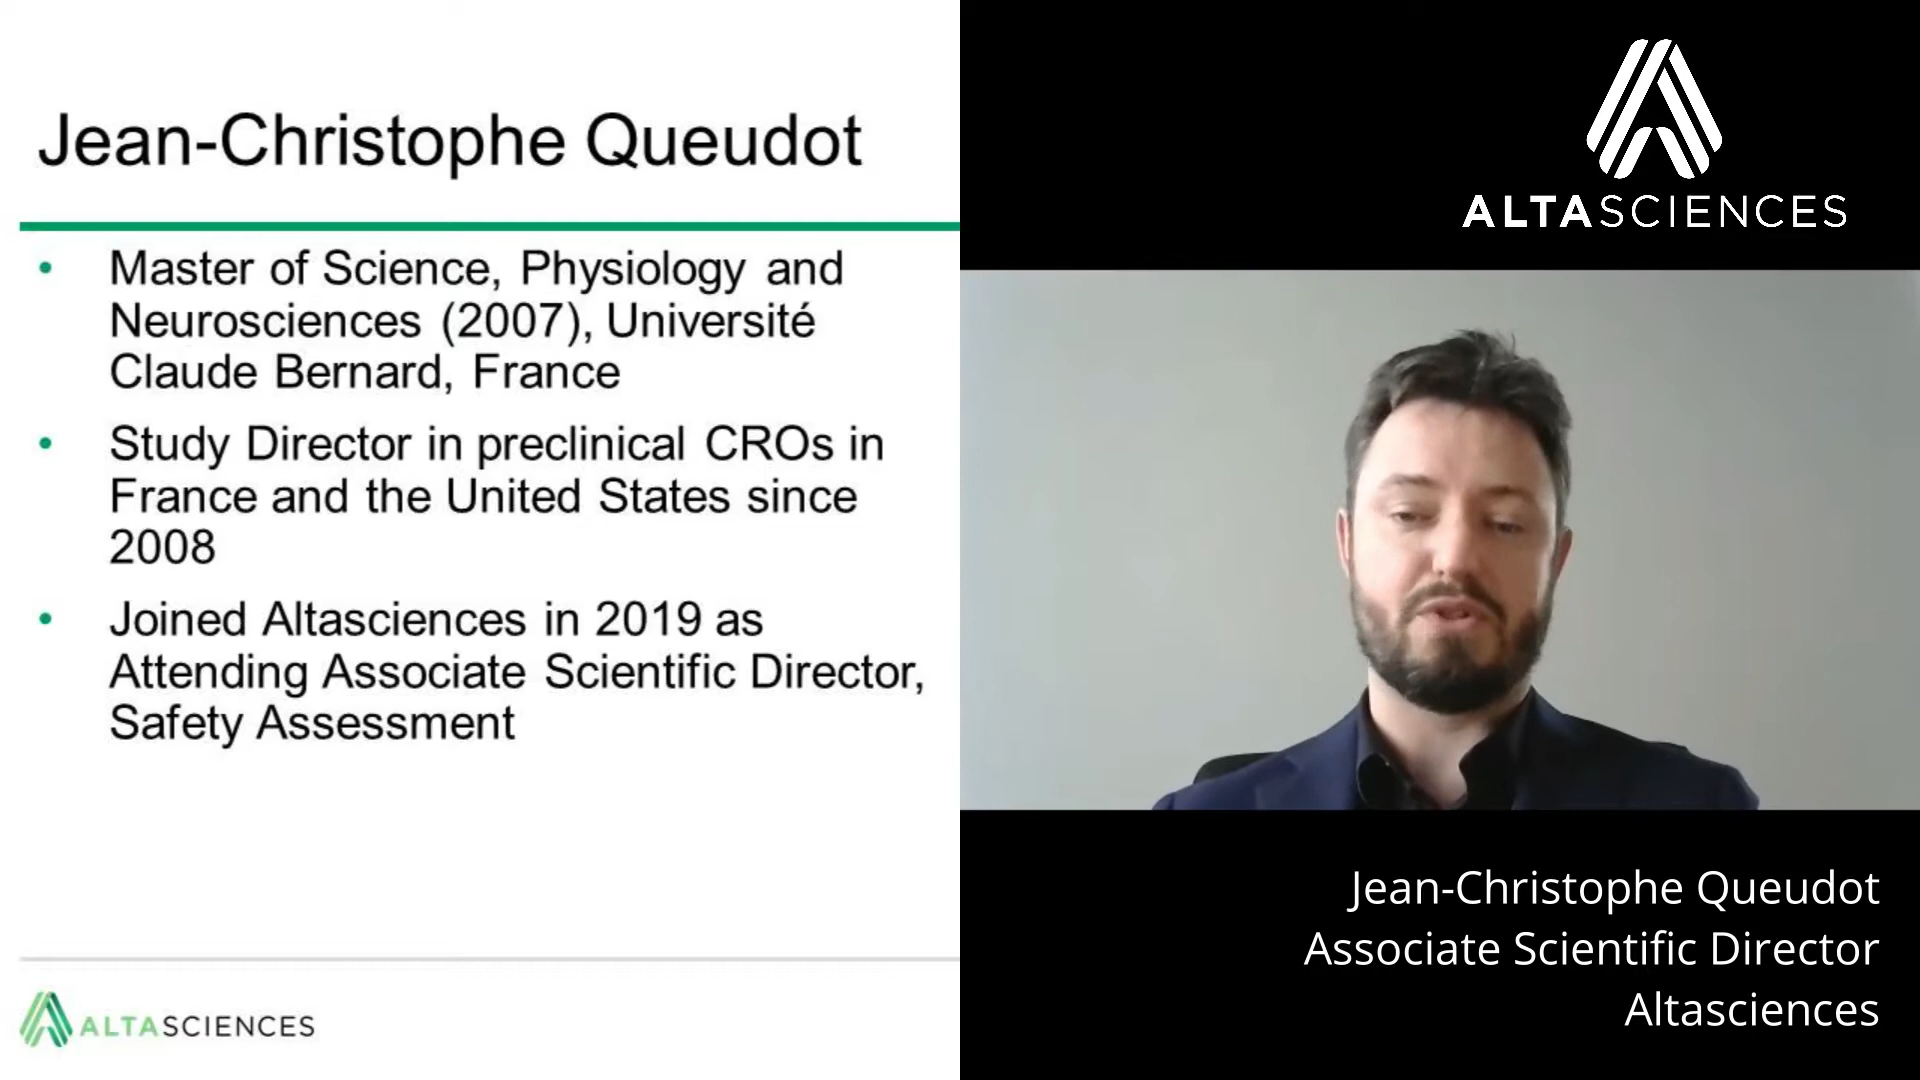 Jean-Christophe Queudot
• Master of Science, Physiology and
Neurosciences (2007), Université
Claude Bernard, France
• Study Director in preclinical CROs in
France and the United States since
2008
• Joined Altasciences in 2019 as
Attending Associate Scientific Director,
Safety Assessment
ALTASCIENCES
ALTASCIENCES
Jean-Christophe Queudot
Associate Scientific Director
Altasciences